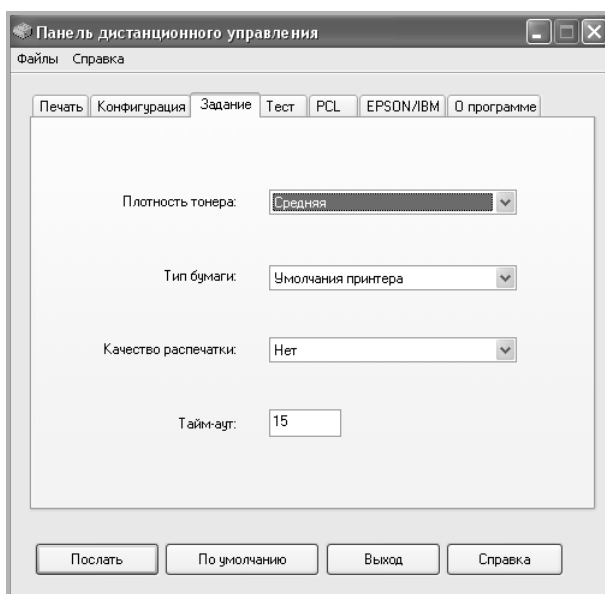 Панель дистанционного управления
Файлы Справка
Печать Конфигурация Задание Тест PCL EPSON/IBM О программе
Плотность тонера: Средняя
Тип бумаги: Умолчания принтера
Качество распечатки: Нет
Тайм-аут: 15
Послать По умолчанию Выход Справка